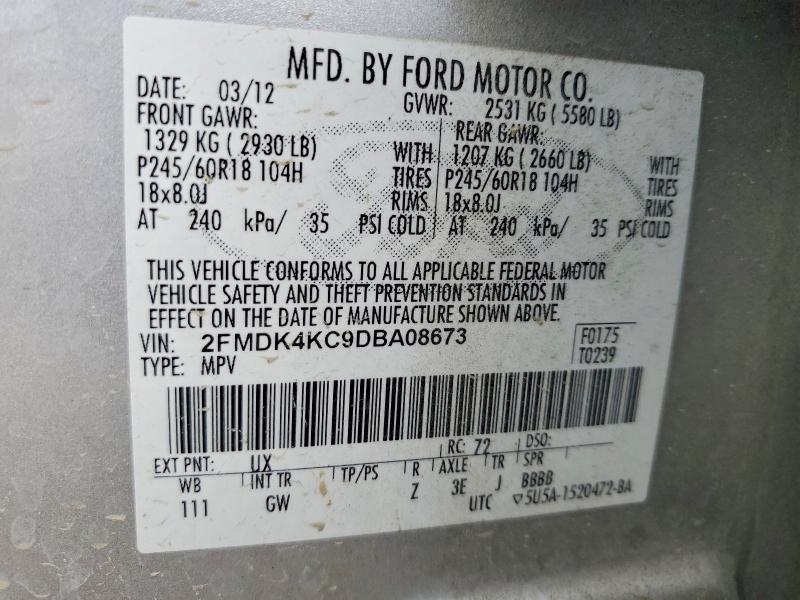 MFD. BY FORD MOTOR CO.
DATE: 03/12 GVWR: 2531 KG ( 5580 LB)
FRONT GAWR: REAR GAWR:
1329 KG ( 2930 LB) WITH 1207 KG ( 2660 LB) WITH
P245/60R18 104H TIRES P245/60R18 104H TIRES
18x8.0J RIMS 18x8.0J RIMS
AT 240 kPa/ 35 PSI COLD AT 240 kPa/ 35 PSI COLD
THIS VEHICLE CONFORMS TO ALL APPLICABLE FEDERAL MOTOR
VEHICLE SAFETY AND THEFT PREVENTION STANDARDS IN
EFFECT ON THE DATE OF MANUFACTURE SHOWN ABOVE.
VIN: 2FMDK4KC9DBA08673 F0175
TYPE: MPV T0239
EXT PNT: UX RC: 72 DSO:
WB INT TR TP/PS R AXLE TR SPR
111 GW Z 3E J BBBB
UTC ▽5U5A-1520472-BA